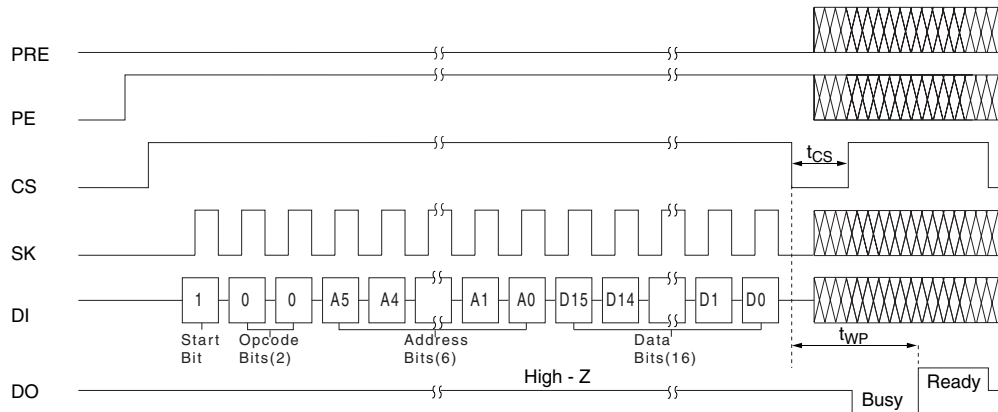 PRE
PE
CS
tCS
SK
DI
1 0 0 A5 A4 A1 A0 D15 D14 D1 D0
Start Bit
Opcode Bits(2)
Address Bits(6)
Data Bits(16)
tWP
DO
High - Z
Busy
Ready